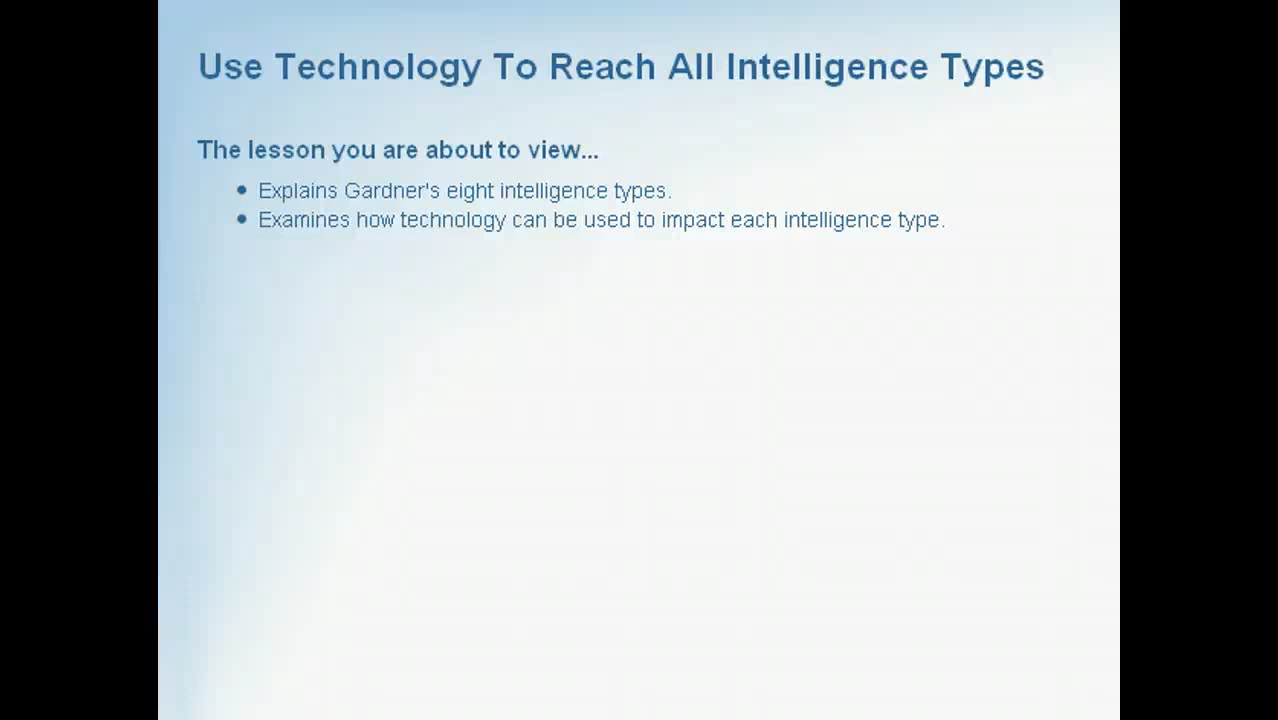 Use Technology To Reach All Intelligence Types
The lesson you are about to view...
• Explains Gardner's eight intelligence types.
• Examines how technology can be used to impact each intelligence type.